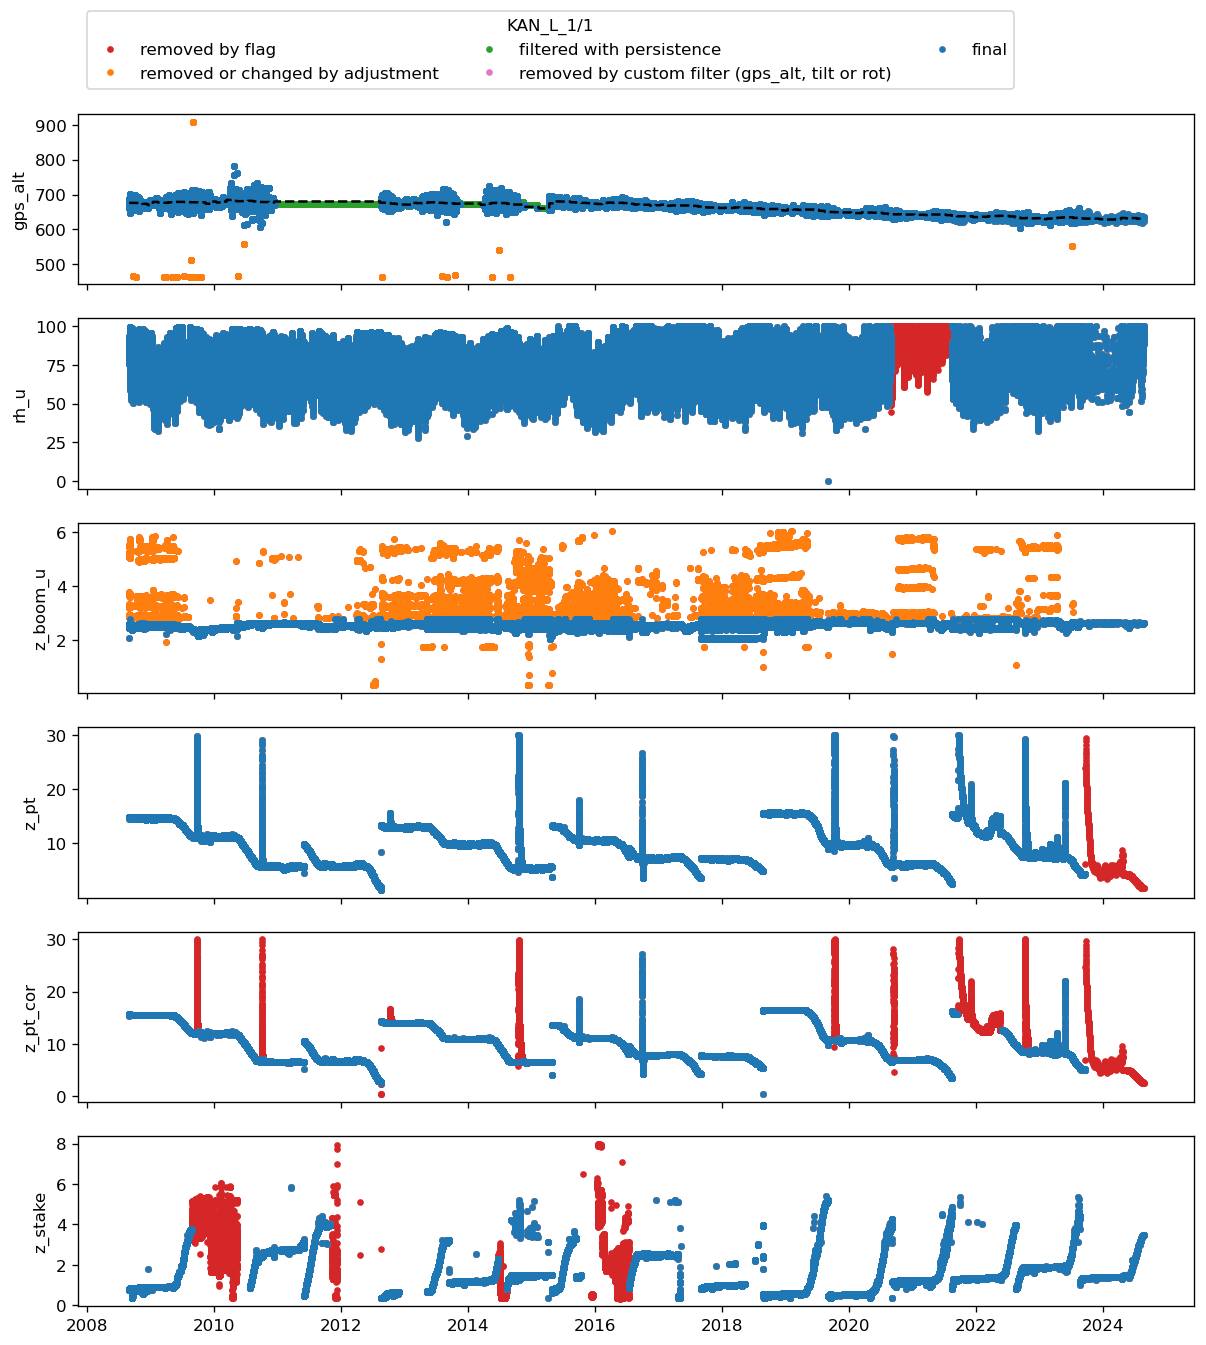 KAN_L_1/1
removed by flag
filtered with persistence
final
removed or changed by adjustment
removed by custom filter (gps_alt, tilt or rot)
gps_alt
900
800
700
600
500
rh_u
100
75
50
25
0
z_boom_u
6
4
2
z_pt
30
20
10
z_pt_cor
30
20
10
0
z_stake
8
6
4
2
0
2008 2010 2012 2014 2016 2018 2020 2022 2024